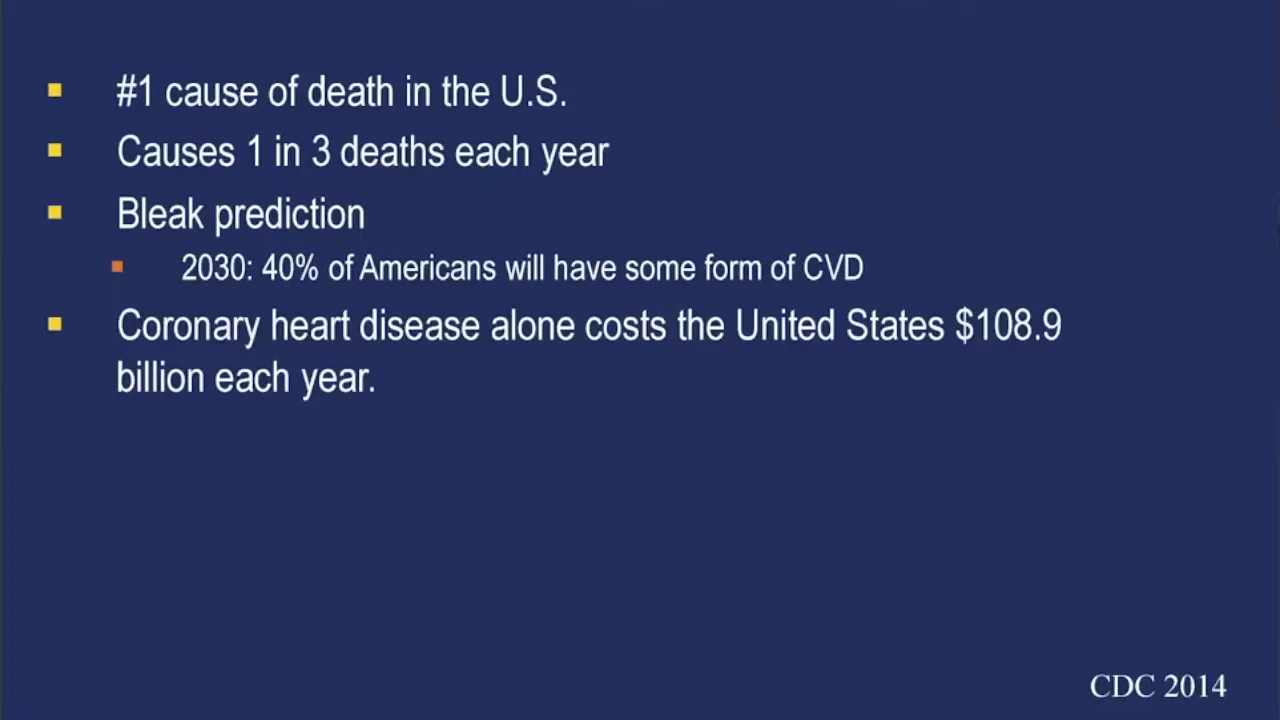 #1 cause of death in the U.S.
Causes 1 in 3 deaths each year
Bleak prediction
2030: 40% of Americans will have some form of CVD
Coronary heart disease alone costs the United States $108.9
billion each year.
CDC 2014